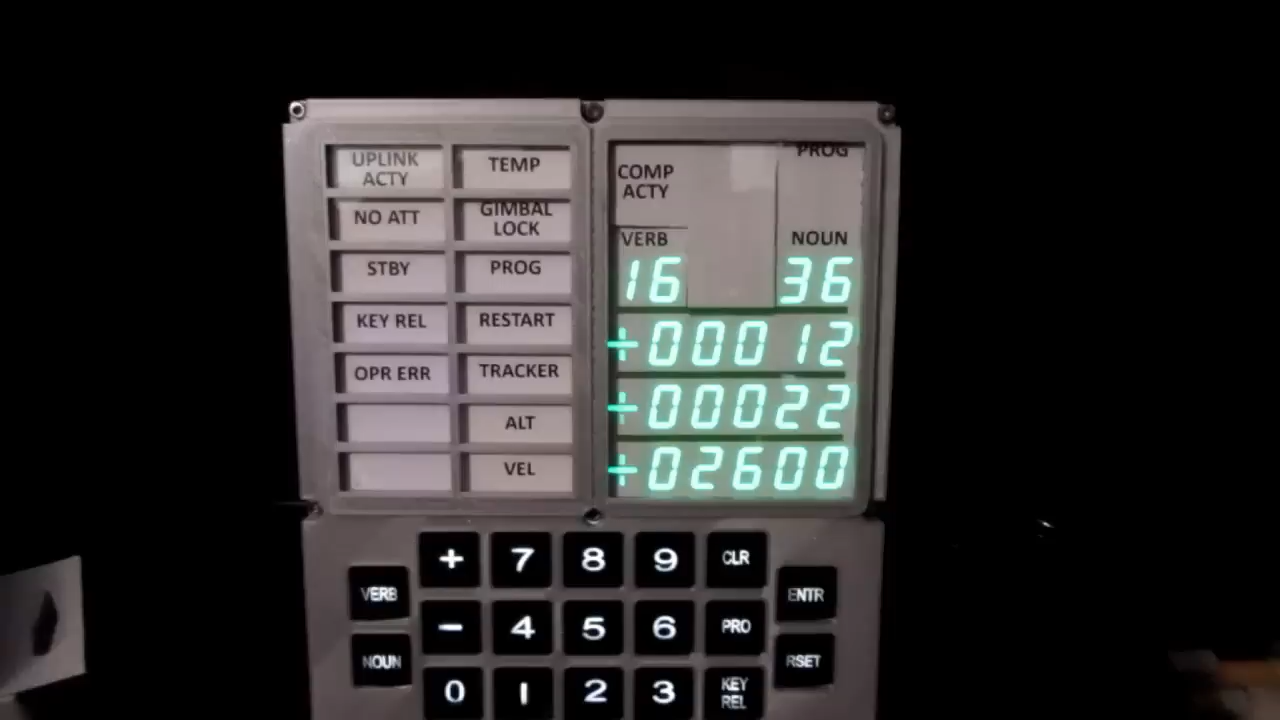 UPLINK
ACTY
TEMP
NO ATT
GIMBAL
LOCK
STBY
PROG
KEY REL
RESTART
OPR ERR
TRACKER
ALT
VEL
COMP
ACTY
PROG
VERB
NOUN
16
36
+00012
+00022
+02600
VERB
NOUN
+ 7 8 9 CLR
- 4 5 6 PRO
0 1 2 3 KEY
REL
ENTR
RSET